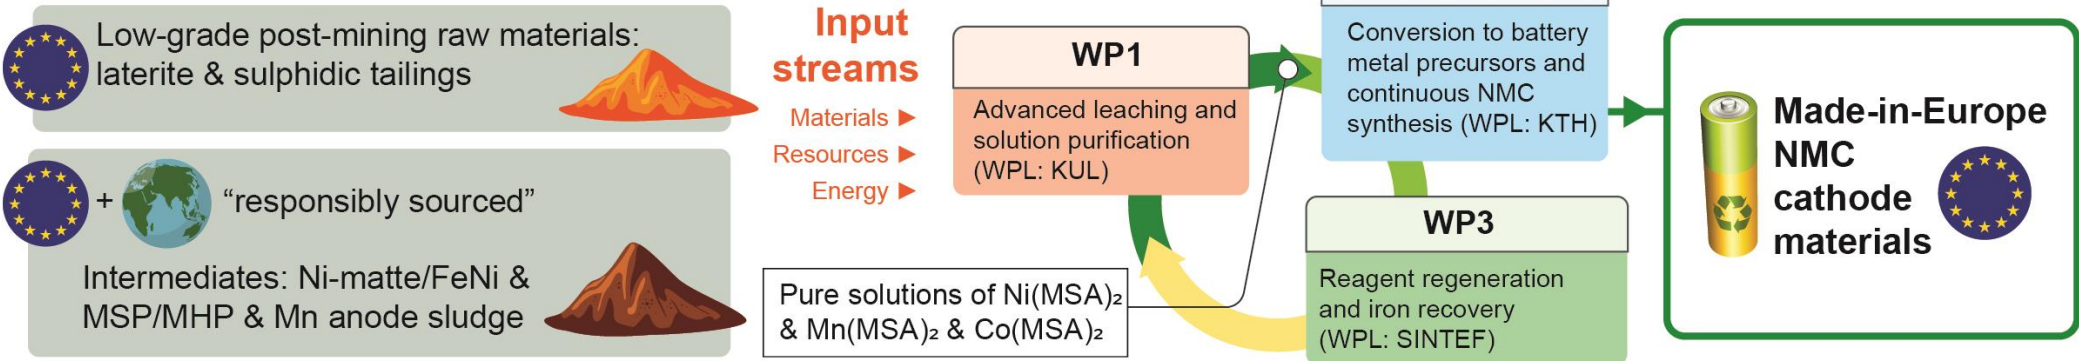 Low-grade post-mining raw materials:
laterite & sulphidic tailings
+ “responsibly sourced”
Intermediates: Ni-matte/FeNi &
MSP/MHP & Mn anode sludge
Input
streams
Materials ►
Resources ►
Energy ►
WP1
Advanced leaching and
solution purification
(WPL: KUL)
Pure solutions of Ni(MSA)₂
& Mn(MSA)₂ & Co(MSA)₂
Conversion to battery
metal precursors and
continuous NMC
synthesis (WPL: KTH)
WP3
Reagent regeneration
and iron recovery
(WPL: SINTEF)
Made-in-Europe
NMC
cathode
materials